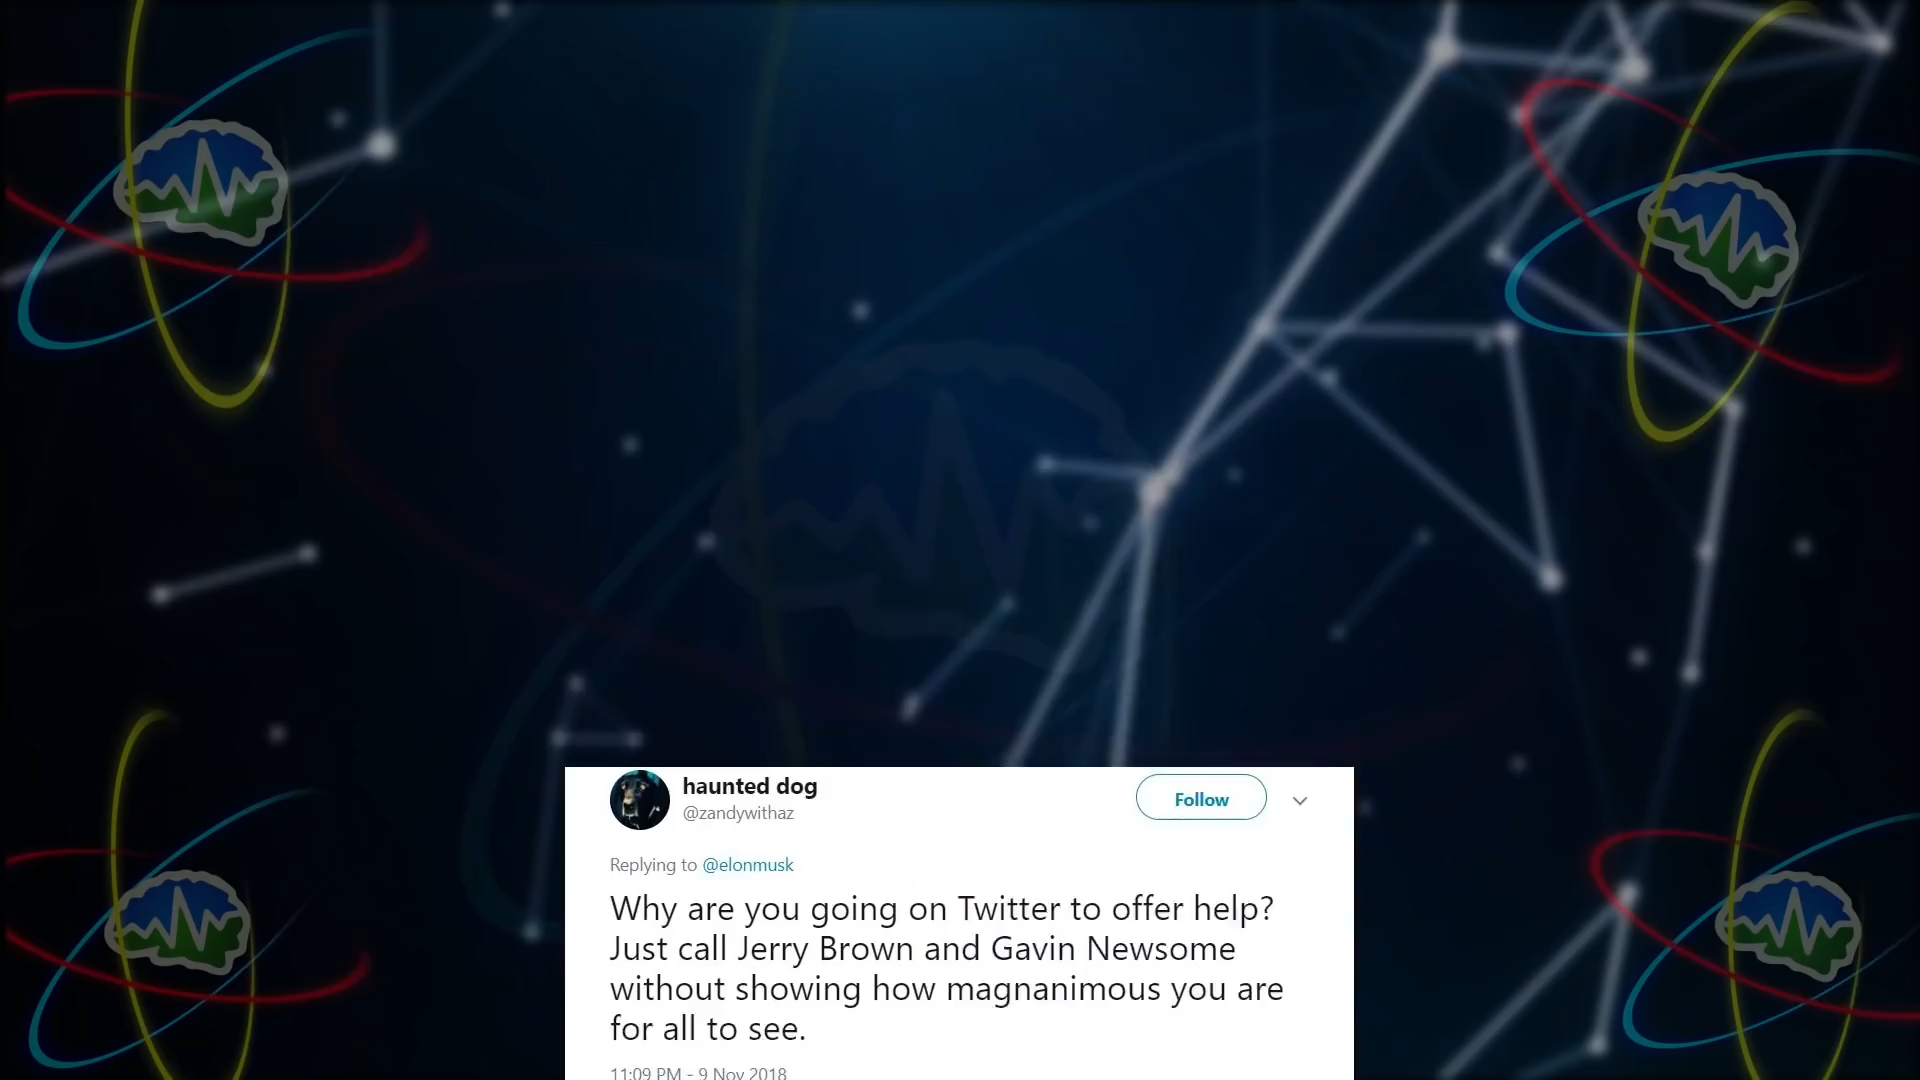 haunted dog
@zandywithaz
Follow
Replying to @elonmusk
Why are you going on Twitter to offer help?
Just call Jerry Brown and Gavin Newsome
without showing how magnanimous you are
for all to see.
11:09 PM - 9 Nov 2018